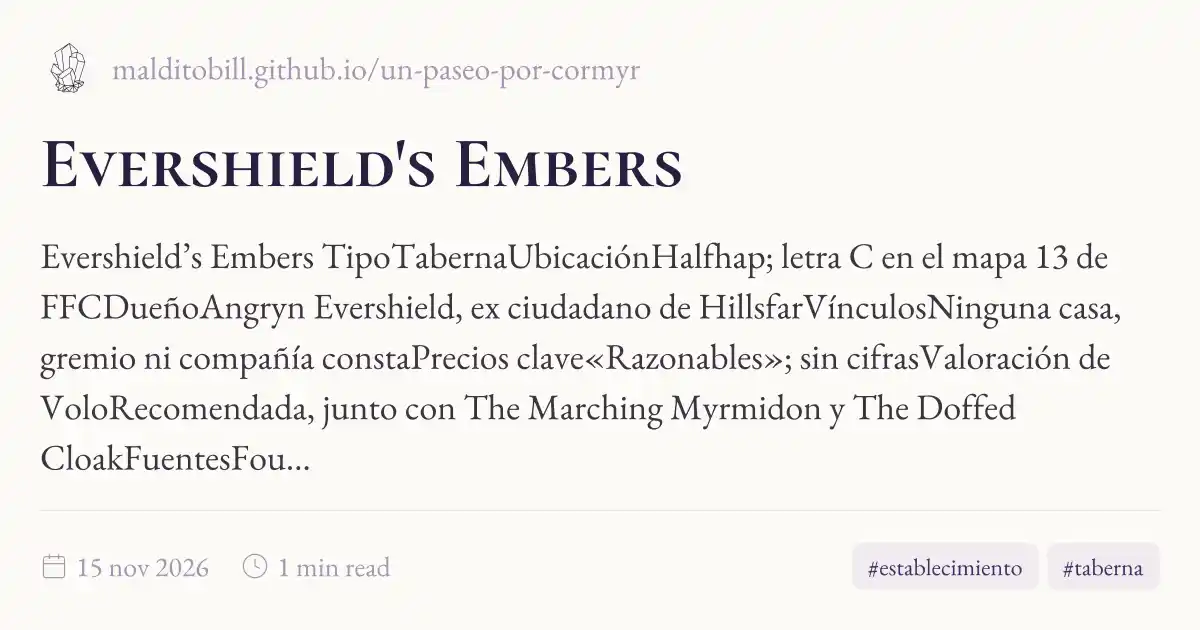 malditobill.github.io/un-paseo-por-cormyr
Evershield's Embers
Evershield’s Embers TipoTabernaUbicaciónHalfhap; letra C en el mapa 13 de
FFCDueñoAngryn Evershield, ex ciudadano de HillsfarVínculosNinguna casa,
gremio ni compañía constaPrecios clave«Razonables»; sin cifrasValoración de
VoloRecomendada, junto con The Marching Myrmidon y The Doffed
CloakFuentesFou...
15 nov 2026 1 min read #establecimiento #taberna